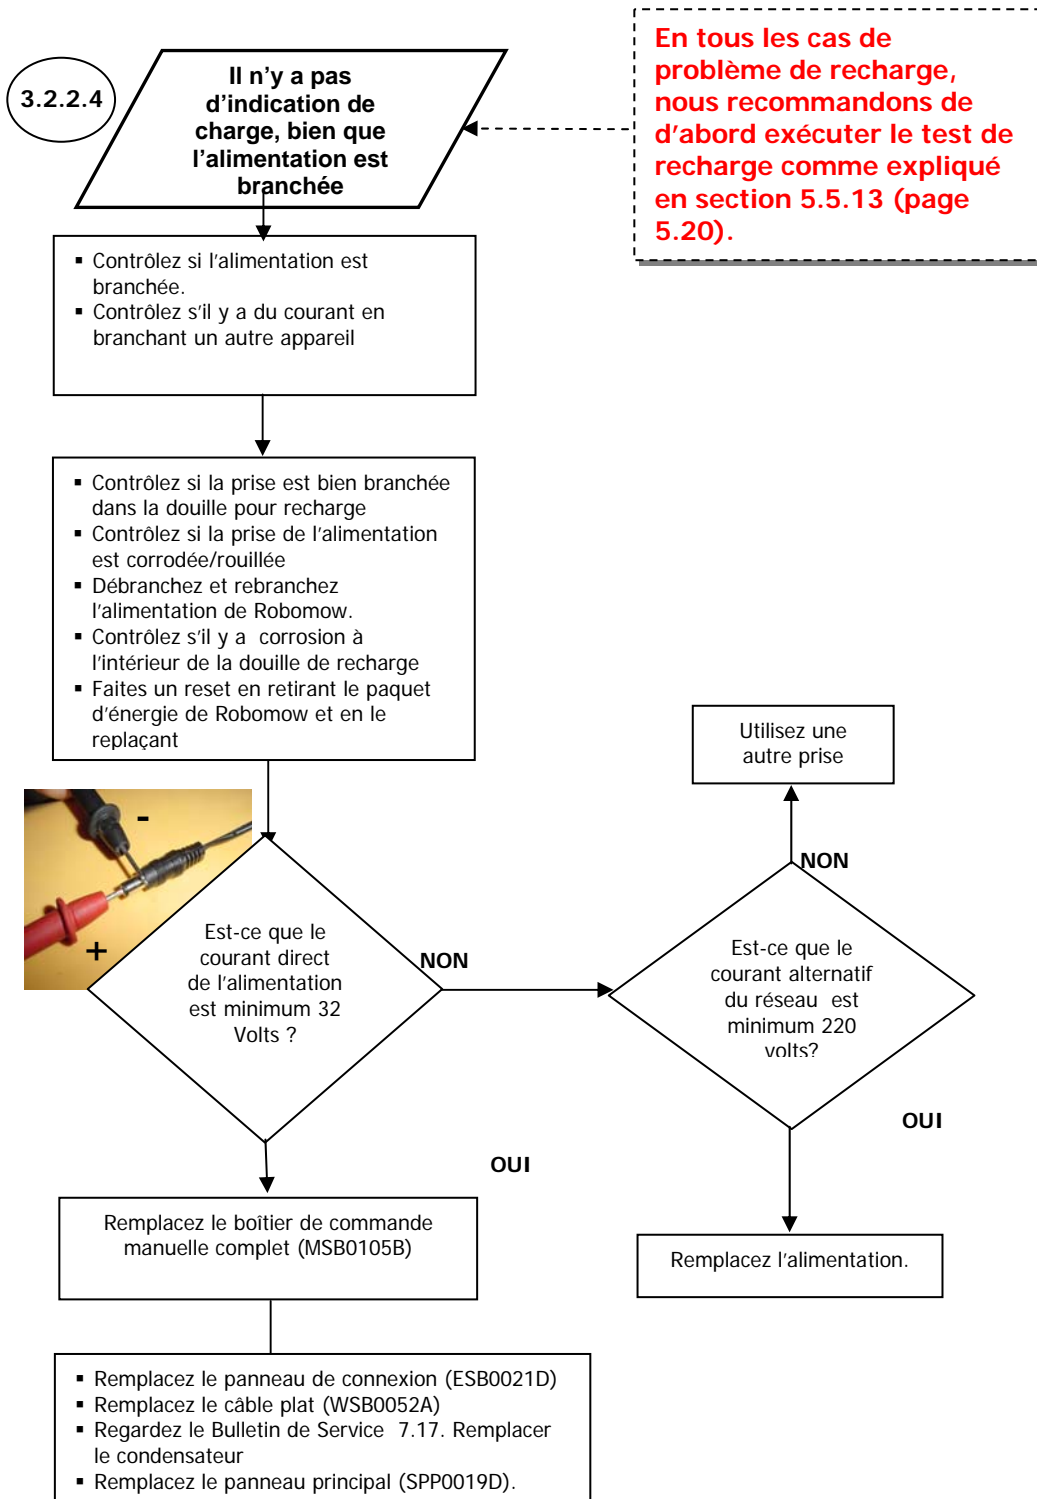 3.2.2.4
Il n'y a pas
d'indication de
charge, bien que
l'alimentation est
branchée
En tous les cas de
problème de recharge,
nous recommandons de
d'abord exécuter le test de
recharge comme expliqué
en section 5.5.13 (page
5.20).
▪ Contrôlez si l'alimentation est
branchée.
▪ Contrôlez s'il y a du courant en
branchant un autre appareil
▪ Contrôlez si la prise est bien branchée
dans la douille pour recharge
▪ Contrôlez si la prise de l'alimentation
est corrodée/rouillée
▪ Débranchez et rebranchez
l'alimentation de Robomow.
▪ Contrôlez s'il y a corrosion à
l'intérieur de la douille de recharge
▪ Faites un reset en retirant le paquet
d'énergie de Robomow et en le
replaçant
Utilisez une
autre prise
-
+
NON
Est-ce que le
courant direct
de l'alimentation
est minimum 32
Volts ?
NON
Est-ce que le
courant alternatif
du réseau est
minimum 220
volts?
OUI
OUI
Remplacez le boîtier de commande
manuelle complet (MSB0105B)
Remplacez l'alimentation.
▪ Remplacez le panneau de connexion (ESB0021D)
▪ Remplacez le câble plat (WSB0052A)
▪ Regardez le Bulletin de Service 7.17. Remplacer
le condensateur
▪ Remplacez le panneau principal (SPP0019D).